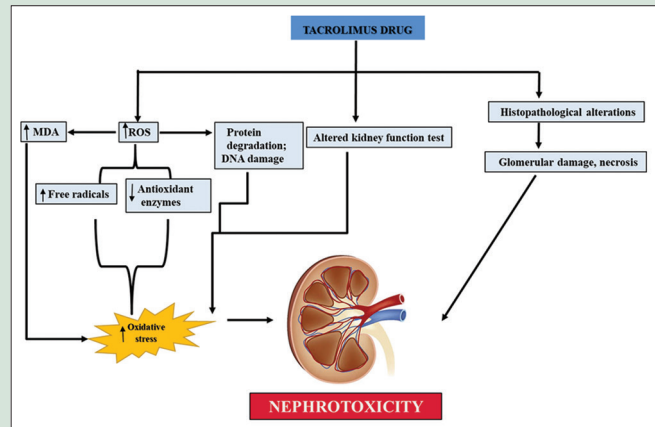 TACROLIMUS DRUG
↑ MDA
↑ ROS
Protein
degradation;
DNA damage
Altered kidney function test
Histopathological alterations
Glomerular damage, necrosis
↑ Free radicals
↓ Antioxidant
enzymes
↑ Oxidative
stress
NEPHROTOXICITY